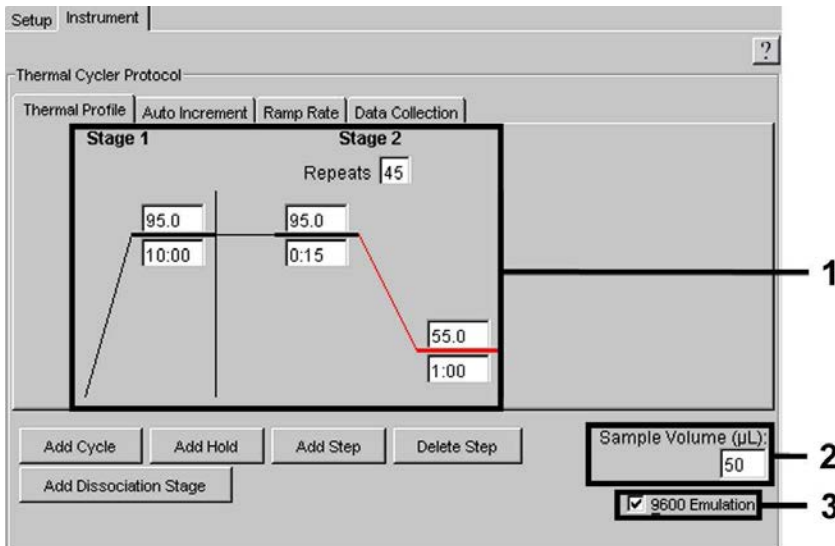 Setup Instrument
?
Thermal Cycler Protocol
Thermal Profile Auto Increment Ramp Rate Data Collection
Stage 1 Stage 2
Repeats 45
95.0 95.0
10:00 0:15
1
55.0
1:00
Add Cycle Add Hold Add Step Delete Step
Sample Volume (µL):
50
2
Add Dissociation Stage
9600 Emulation
3